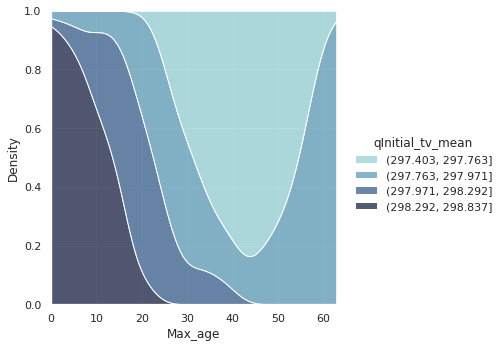 1.0
0.8
0.6
0.4
0.2
0.0
Density
0 10 20 30 40 50 60
Max_age
qInitial_tv_mean
(297.403, 297.763]
(297.763, 297.971]
(297.971, 298.292]
(298.292, 298.837]